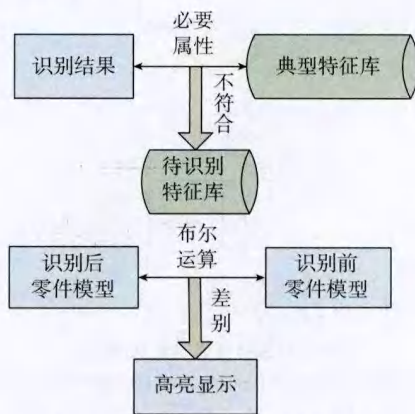 必要
属性
识别结果
典型特征库
不符合
待识别
特征库
布尔
运算
识别后
零件模型
识别前
零件模型
差别
高亮显示